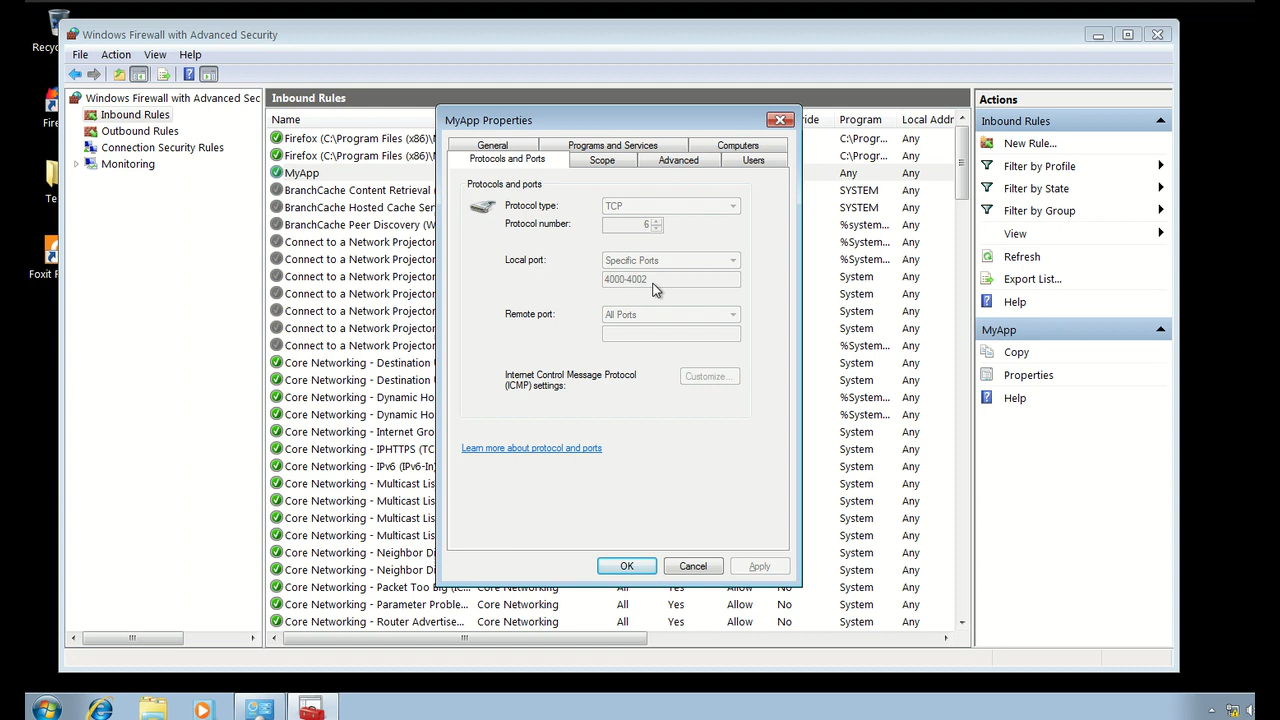 Recy
Windows Firewall with Advanced Security
File Action View Help
Windows Firewall with Advanced Sec
Inbound Rules
Outbound Rules
Connection Security Rules
Monitoring
Inbound Rules
Name ride Program Local Addr
Firefox (C:\Program Files (x86)\M C:\Progr... Any
Firefox (C:\Program Files (x86)\M C:\Progr... Any
MyApp Any Any
BranchCache Content Retrieval ( SYSTEM Any
BranchCache Hosted Cache Serv SYSTEM Any
BranchCache Peer Discovery (W %system... Any
Connect to a Network Projector %System... Any
Connect to a Network Projector %System... Any
Connect to a Network Projector System Any
Connect to a Network Projector System Any
Connect to a Network Projector System Any
Connect to a Network Projector System Any
Connect to a Network Projector %System... Any
Core Networking - Destination U System Any
Core Networking - Destination U System Any
Core Networking - Dynamic Ho %System... Any
Core Networking - Dynamic Ho %System... Any
Core Networking - Internet Gro System Any
Core Networking - IPHTTPS (TC System Any
Core Networking - IPv6 (IPv6-In) System Any
Core Networking - Multicast Lis System Any
Core Networking - Multicast Lis System Any
Core Networking - Multicast Lis System Any
Core Networking - Multicast Lis System Any
Core Networking - Neighbor Di System Any
Core Networking - Neighbor Di System Any
Core Networking - Packet Too Big (I... Core Networking All Yes Allow No System Any
Core Networking - Parameter Proble... Core Networking All Yes Allow No System Any
Core Networking - Router Advertise... Core Networking All Yes Allow No System Any
MyApp Properties
General Programs and Services Computers
Protocols and Ports Scope Advanced Users
Protocols and ports
Protocol type: TCP
Protocol number: 6
Local port: Specific Ports
4000-4002
Remote port: All Ports
Internet Control Message Protocol
(ICMP) settings:
Customize...
Learn more about protocol and ports
OK Cancel Apply
Actions
Inbound Rules
New Rule...
Filter by Profile
Filter by State
Filter by Group
View
Refresh
Export List...
Help
MyApp
Copy
Properties
Help
Fire
Te
Foxit F